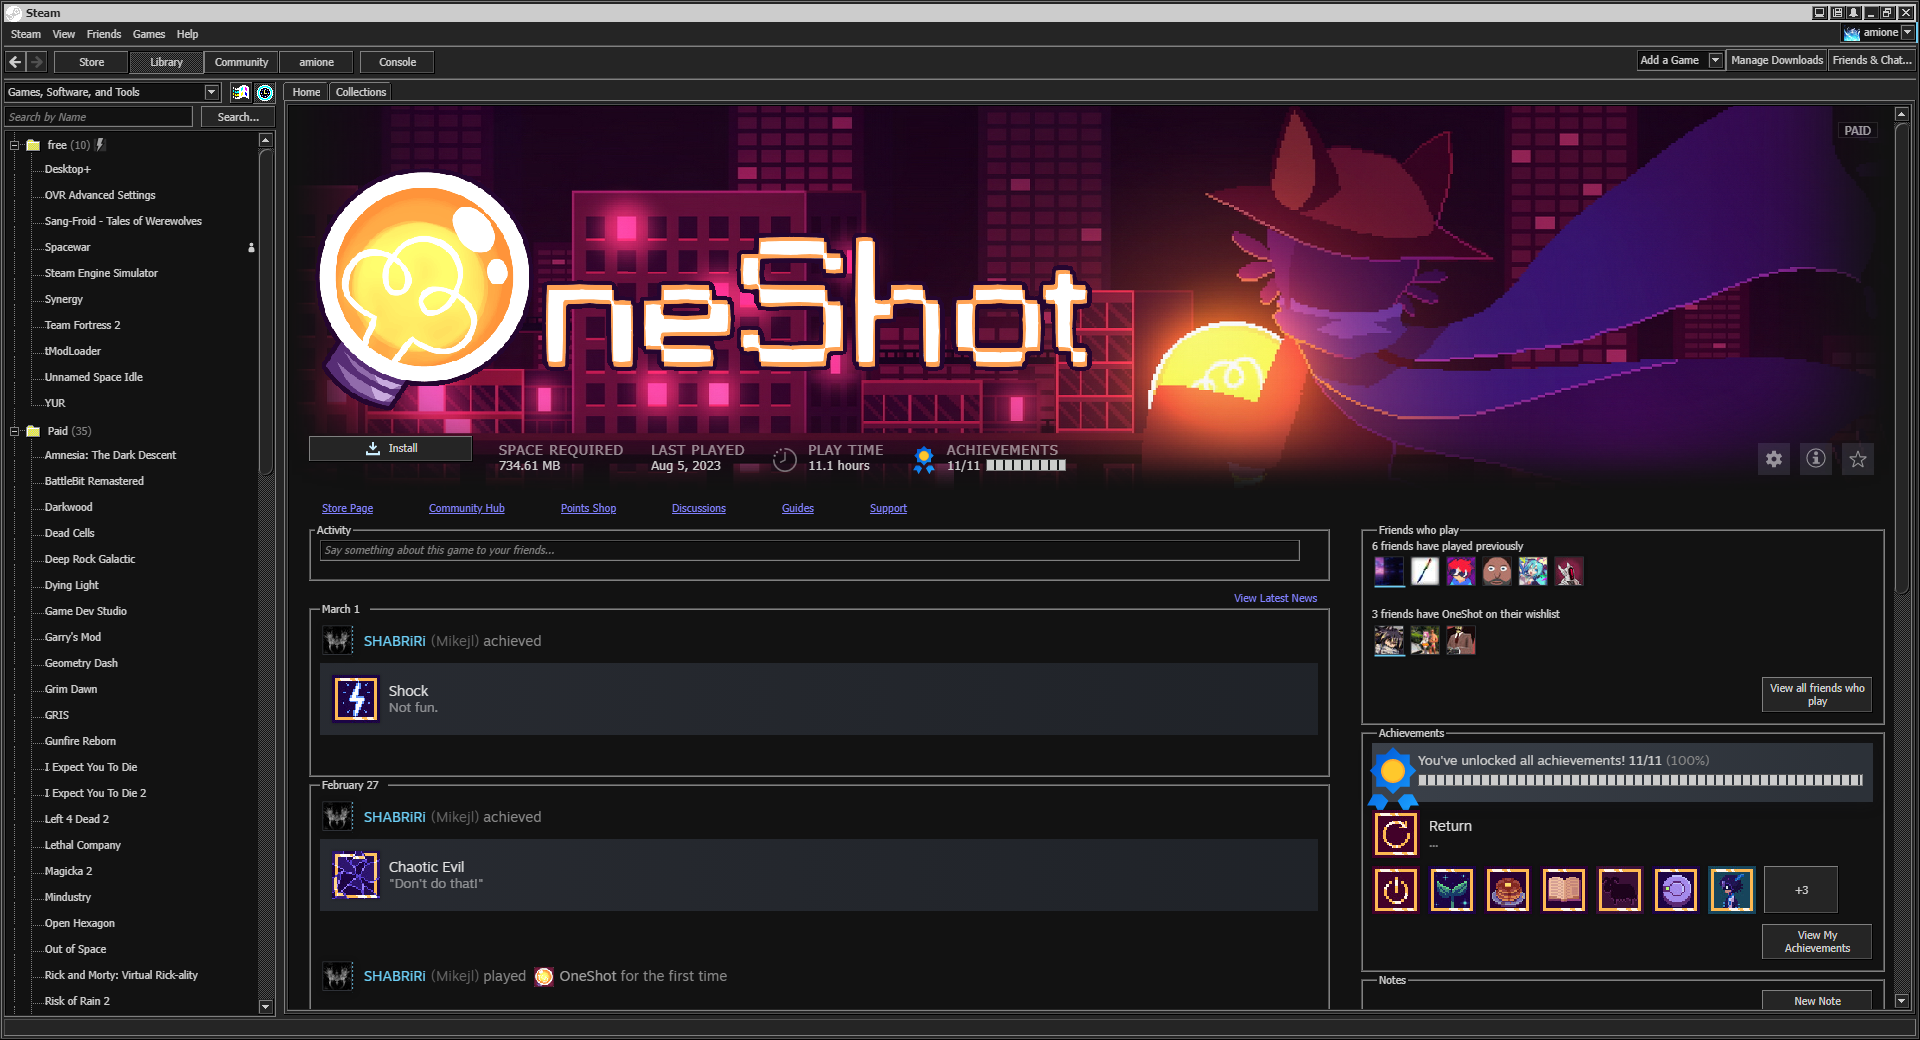 Steam
Steam View Friends Games Help
amione
Store Library Community amione Console
Add a Game Manage Downloads Friends & Chat...
Games, Software, and Tools
Home Collections
Search by Name Search...
free (10)
Desktop+
OVR Advanced Settings
Sang-Froid - Tales of Werewolves
Spacewar
Steam Engine Simulator
Synergy
Team Fortress 2
tModLoader
Unnamed Space Idle
YUR
Paid (35)
Amnesia: The Dark Descent
BattleBit Remastered
Darkwood
Dead Cells
Deep Rock Galactic
Dying Light
Game Dev Studio
Garry's Mod
Geometry Dash
Grim Dawn
GRIS
Gunfire Reborn
I Expect You To Die
I Expect You To Die 2
Left 4 Dead 2
Lethal Company
Magicka 2
Mindustry
Open Hexagon
Out of Space
Rick and Morty: Virtual Rick-ality
Risk of Rain 2
PAID
OneShot
Install
SPACE REQUIRED
734.61 MB
LAST PLAYED
Aug 5, 2023
PLAY TIME
11.1 hours
ACHIEVEMENTS
11/11
Store Page Community Hub Points Shop Discussions Guides Support
Activity
Say something about this game to your friends...
View Latest News
March 1
SHABRiRi (Mikejl) achieved
Shock
Not fun.
February 27
SHABRiRi (Mikejl) achieved
Chaotic Evil
"Don't do that!"
SHABRiRi (Mikejl) played OneShot for the first time
Friends who play
6 friends have played previously
3 friends have OneShot on their wishlist
View all friends who
play
Achievements
You've unlocked all achievements! 11/11 (100%)
Return
...
+3
View My
Achievements
Notes
New Note